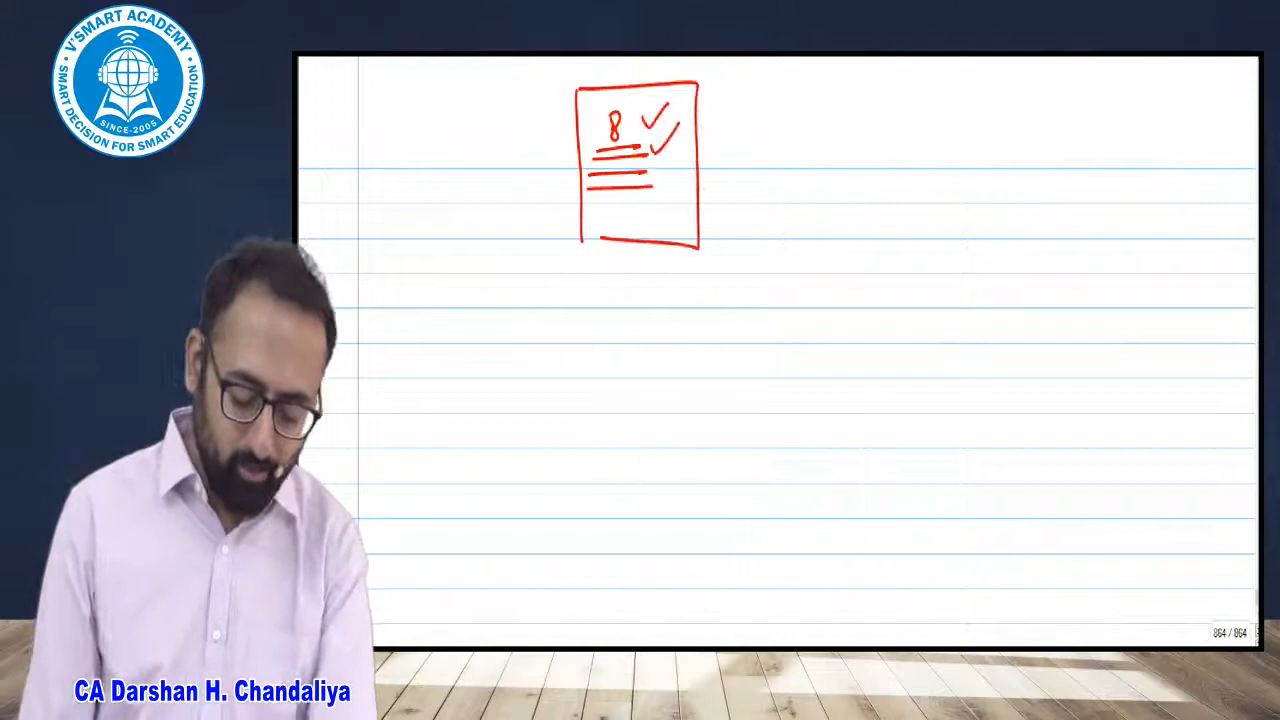 V'SMART ACADEMY
SINCE-2005
SMART DECISION FOR SMART EDUCATION
8
864 / 864
CA Darshan H. Chandaliya